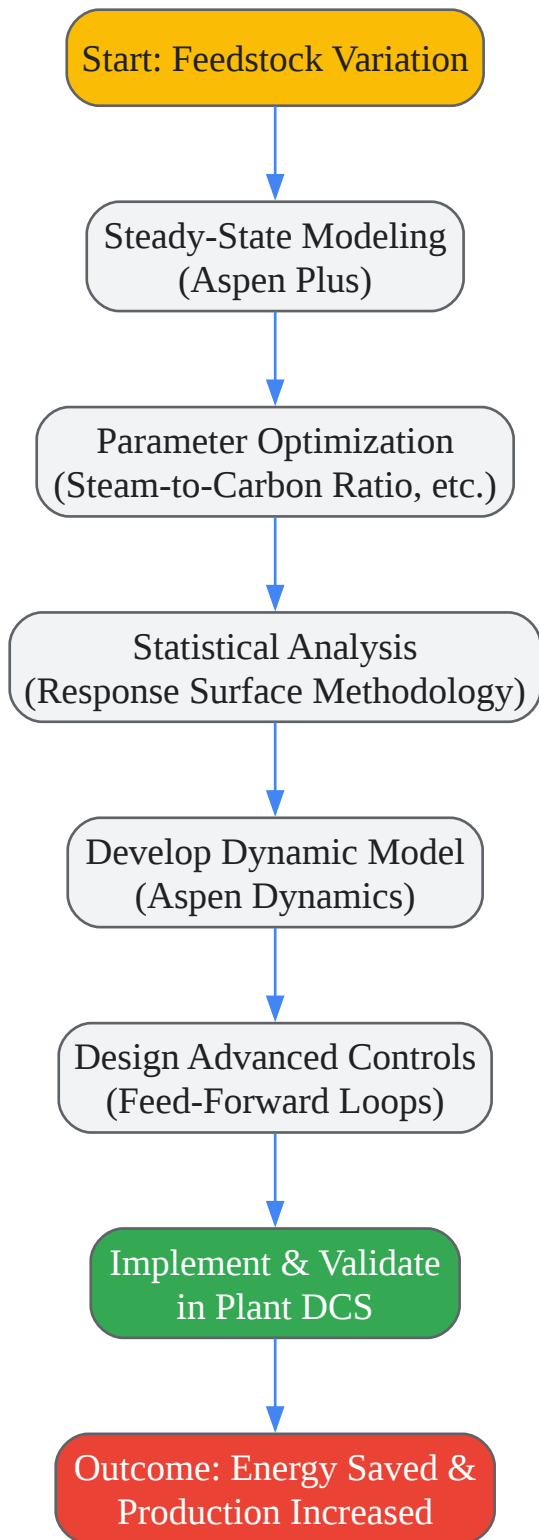 Start: Feedstock Variation
Steady-State Modeling
(Aspen Plus)
Parameter Optimization
(Steam-to-Carbon Ratio, etc.)
Statistical Analysis
(Response Surface Methodology)
Develop Dynamic Model
(Aspen Dynamics)
Design Advanced Controls
(Feed-Forward Loops)
Implement & Validate
in Plant DCS
Outcome: Energy Saved &
Production Increased